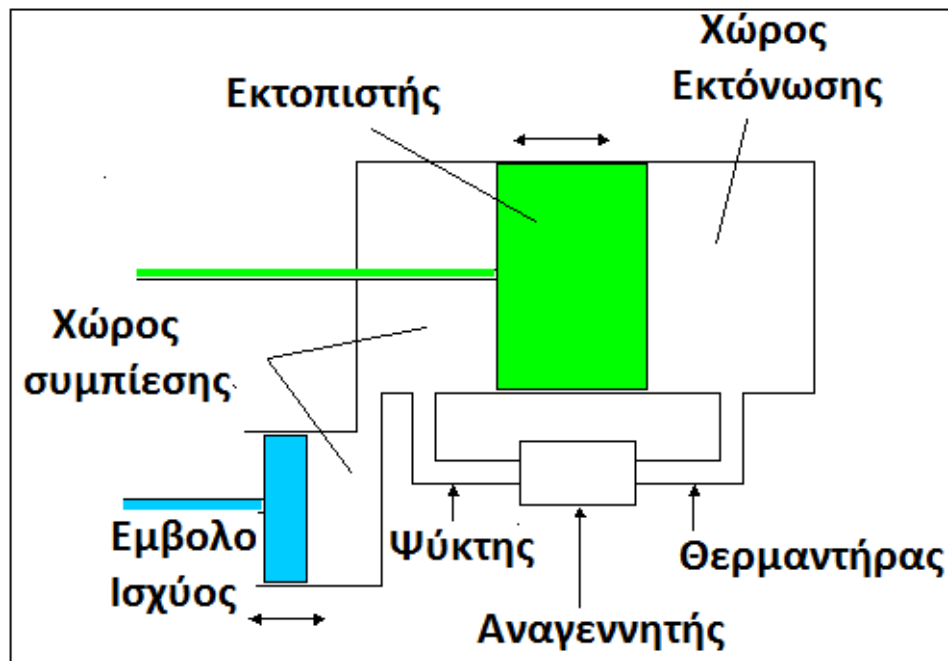 Χώρος
Εκτόνωσης
Εκτοπιστής
Χώρος
συμπίεσης
Εμβολο
Ισχύος
Ψύκτης
Θερμαντήρας
Αναγεννητής